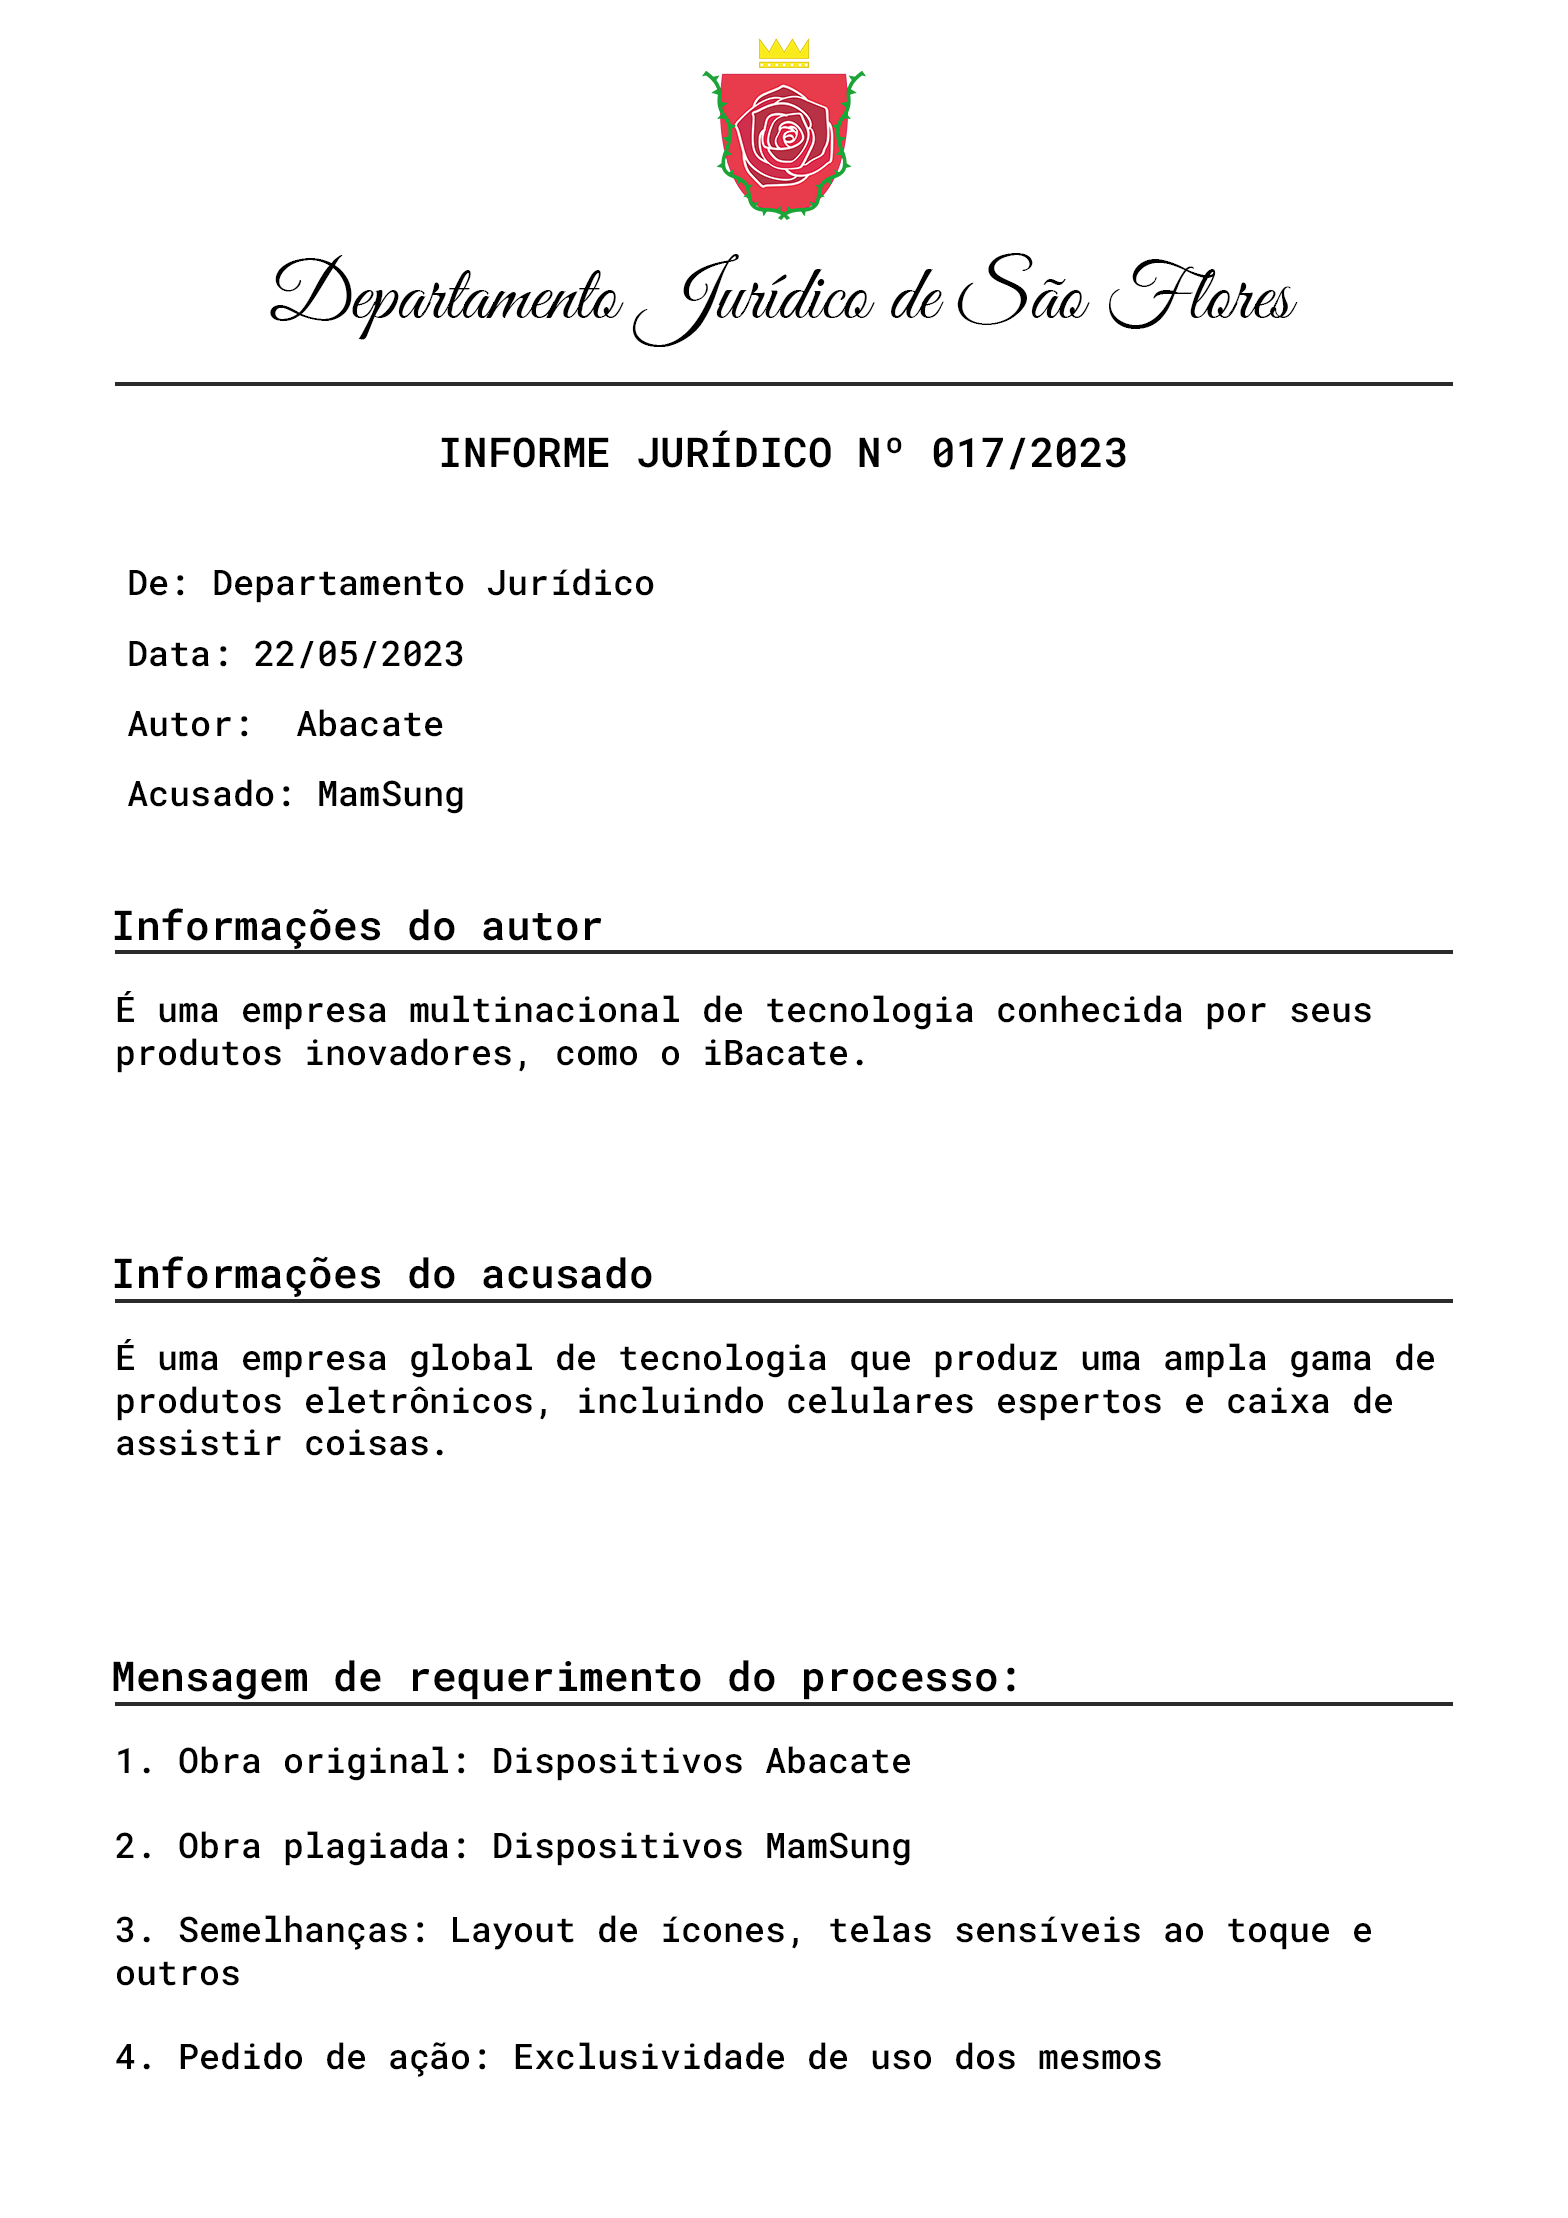 Departamento Jurídico de São Flores
INFORME JURÍDICO Nº 017/2023
De: Departamento Jurídico
Data: 22/05/2023
Autor:  Abacate
Acusado: MamSung
Informações do autor
É uma empresa multinacional de tecnologia conhecida por seus
produtos inovadores, como o iBacate.
Informações do acusado
É uma empresa global de tecnologia que produz uma ampla gama de
produtos eletrônicos, incluindo celulares espertos e caixa de
assistir coisas.
Mensagem de requerimento do processo:
1. Obra original: Dispositivos Abacate
2. Obra plagiada: Dispositivos MamSung
3. Semelhanças: Layout de ícones, telas sensíveis ao toque e
outros
4. Pedido de ação: Exclusividade de uso dos mesmos